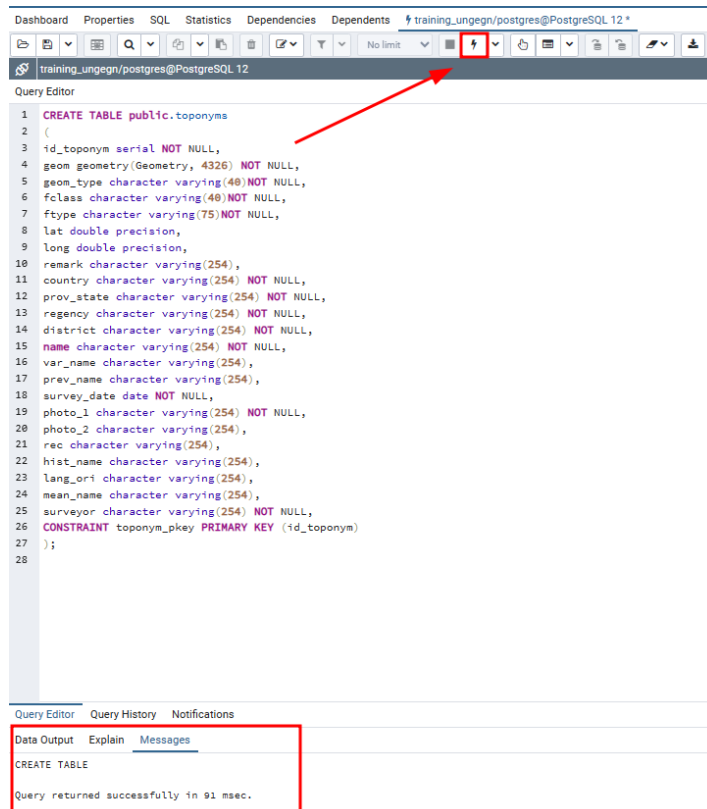 Dashboard Properties SQL Statistics Dependencies Dependents training_ungegn/postgres@PostgreSQL 12 *
No limit
training_ungegn/postgres@PostgreSQL 12
Query Editor
1 CREATE TABLE public.toponyms
2 (
3 id_toponym serial NOT NULL,
4 geom geometry(Geometry, 4326) NOT NULL,
5 geom_type character varying(40)NOT NULL,
6 fclass character varying(40)NOT NULL,
7 ftype character varying(75)NOT NULL,
8 lat double precision,
9 long double precision,
10 remark character varying(254),
11 country character varying(254) NOT NULL,
12 prov_state character varying(254) NOT NULL,
13 regency character varying(254) NOT NULL,
14 district character varying(254) NOT NULL,
15 name character varying(254) NOT NULL,
16 var_name character varying(254),
17 prev_name character varying(254),
18 survey_date date NOT NULL,
19 photo_1 character varying(254) NOT NULL,
20 photo_2 character varying(254),
21 rec character varying(254),
22 hist_name character varying(254),
23 lang_ori character varying(254),
24 mean_name character varying(254),
25 surveyor character varying(254) NOT NULL,
26 CONSTRAINT toponym_pkey PRIMARY KEY (id_toponym)
27 );
28
Query Editor Query History Notifications
Data Output Explain Messages
CREATE TABLE
Query returned successfully in 91 msec.